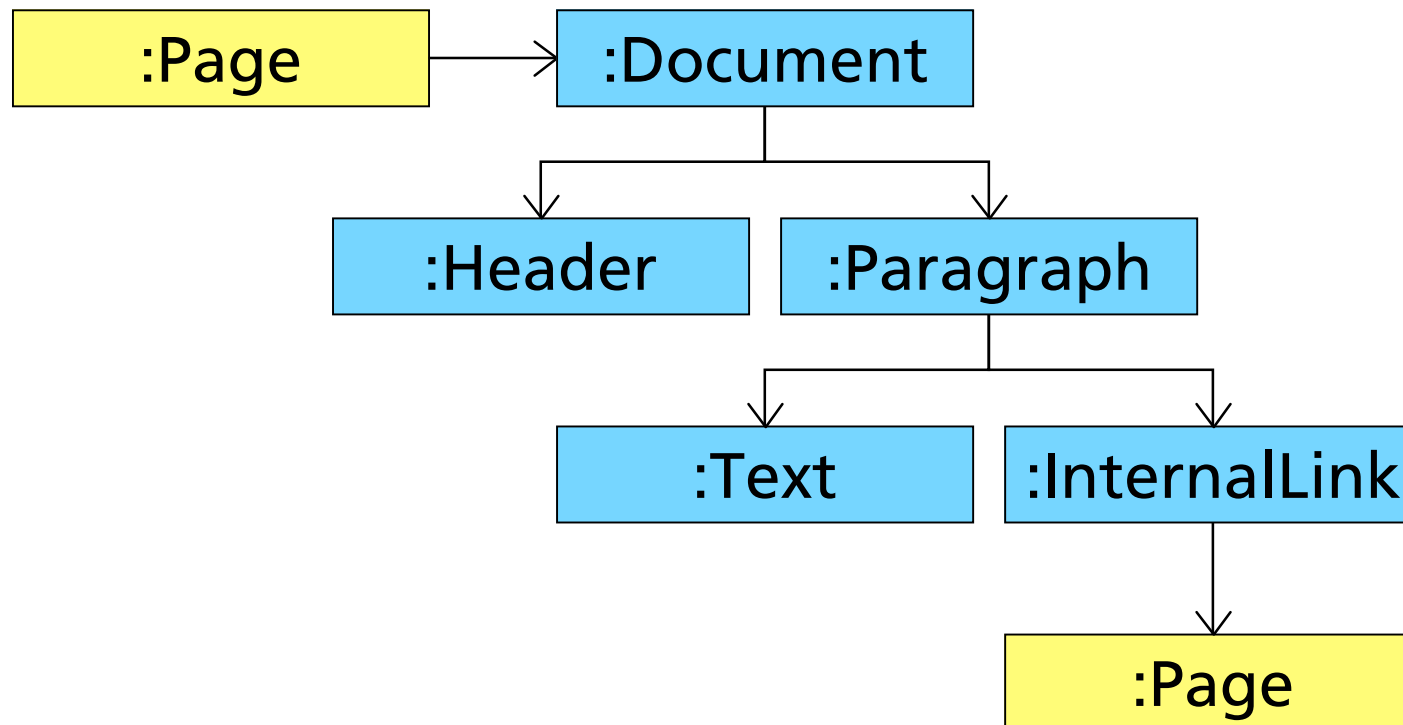 :Page
:Document
:Header
:Paragraph
:Text
:InternalLink
:Page